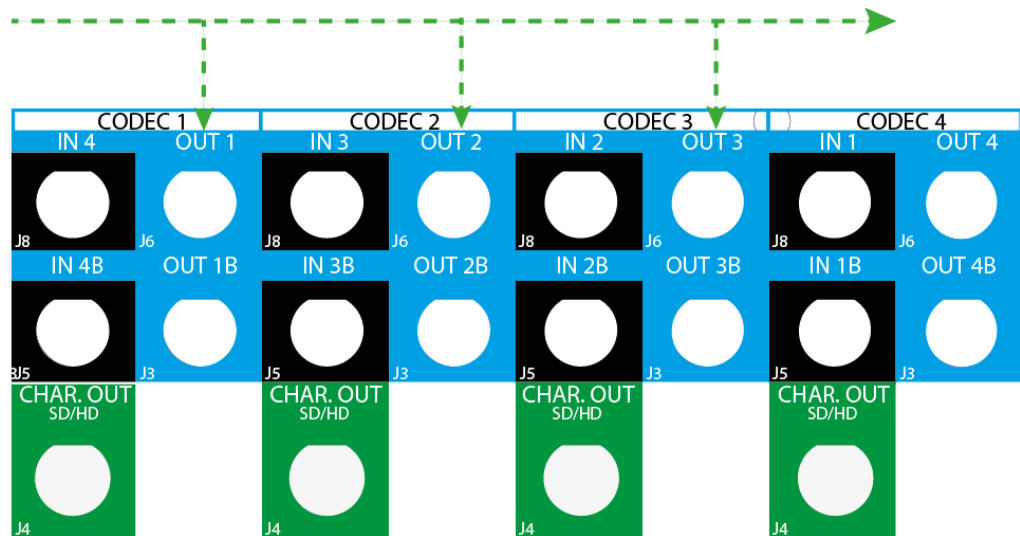 CODEC 1 CODEC 2 CODEC 3 CODEC 4
IN 4 OUT 1 IN 3 OUT 2 IN 2 OUT 3 IN 1 OUT 4
J8 J6 J8 J6 J8 J6 J8 J6
IN 4B OUT 1B IN 3B OUT 2B IN 2B OUT 3B IN 1B OUT 4B
J5 J3 J5 J3 J5 J3 J5 J3
CHAR. OUT CHAR. OUT CHAR. OUT CHAR. OUT
SD/HD SD/HD SD/HD SD/HD
J4 J4 J4 J4